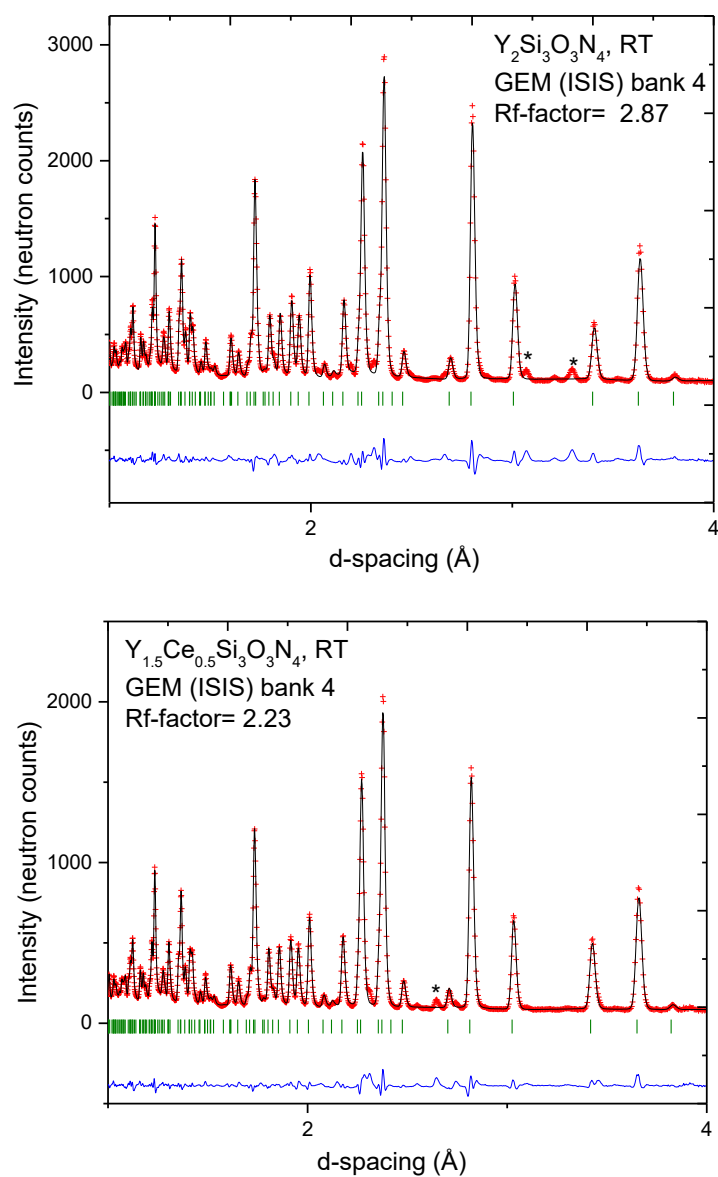 3000
Y₂Si₃O₃N₄, RT
GEM (ISIS) bank 4
Rf-factor= 2.87
2000
1000
0
Intensity (neutron counts)
*
*
2
4
d-spacing (Å)
Y₁.₅Ce₀.₅Si₃O₃N₄, RT
GEM (ISIS) bank 4
Rf-factor= 2.23
2000
1000
0
Intensity (neutron counts)
*
2
4
d-spacing (Å)